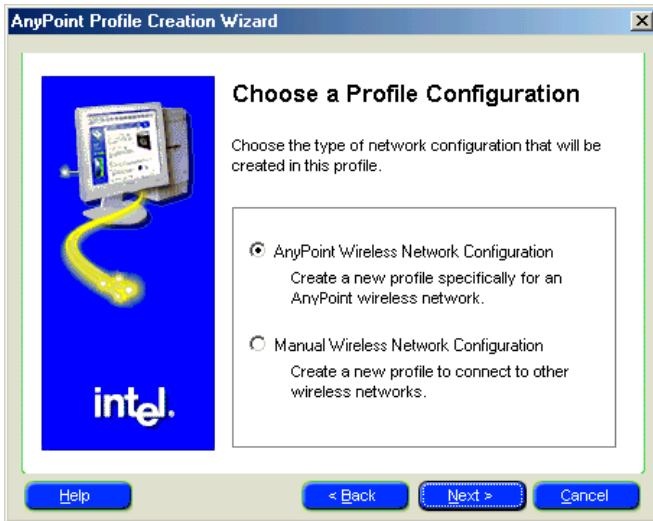 AnyPoint Profile Creation Wizard
Choose a Profile Configuration
Choose the type of network configuration that will be
created in this profile.
AnyPoint Wireless Network Configuration
Create a new profile specifically for an
AnyPoint wireless network.
Manual Wireless Network Configuration
Create a new profile to connect to other
wireless networks.
intel.
Help
< Back
Next >
Cancel